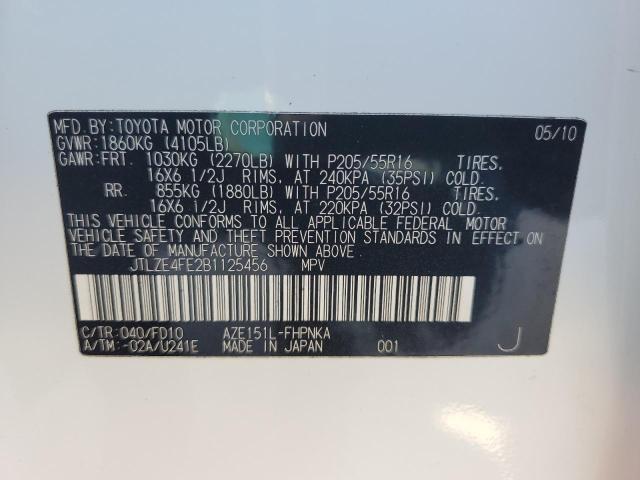 MFD.BY:TOYOTA MOTOR CORPORATION 05/10
GVWR:1860KG (4105LB)
GAWR:FRT. 1030KG (2270LB) WITH P205/55R16 TIRES.
16X6 1/2J RIMS, AT 240KPA (35PSI) COLD.
RR. 855KG (1880LB) WITH P205/55R16 TIRES.
16X6 1/2J RIMS, AT 220KPA (32PSI) COLD.
THIS VEHICLE CONFORMS TO ALL APPLICABLE FEDERAL MOTOR
VEHICLE SAFETY AND THEFT PREVENTION STANDARDS IN EFFECT ON
THE DATE OF MANUFACTURE SHOWN ABOVE.
JTLZE4FE2B1125456 MPV
C/TR:040/FD10 AZE151L-FHPNKA
A/TM:-02A/U241E MADE IN JAPAN 001 J